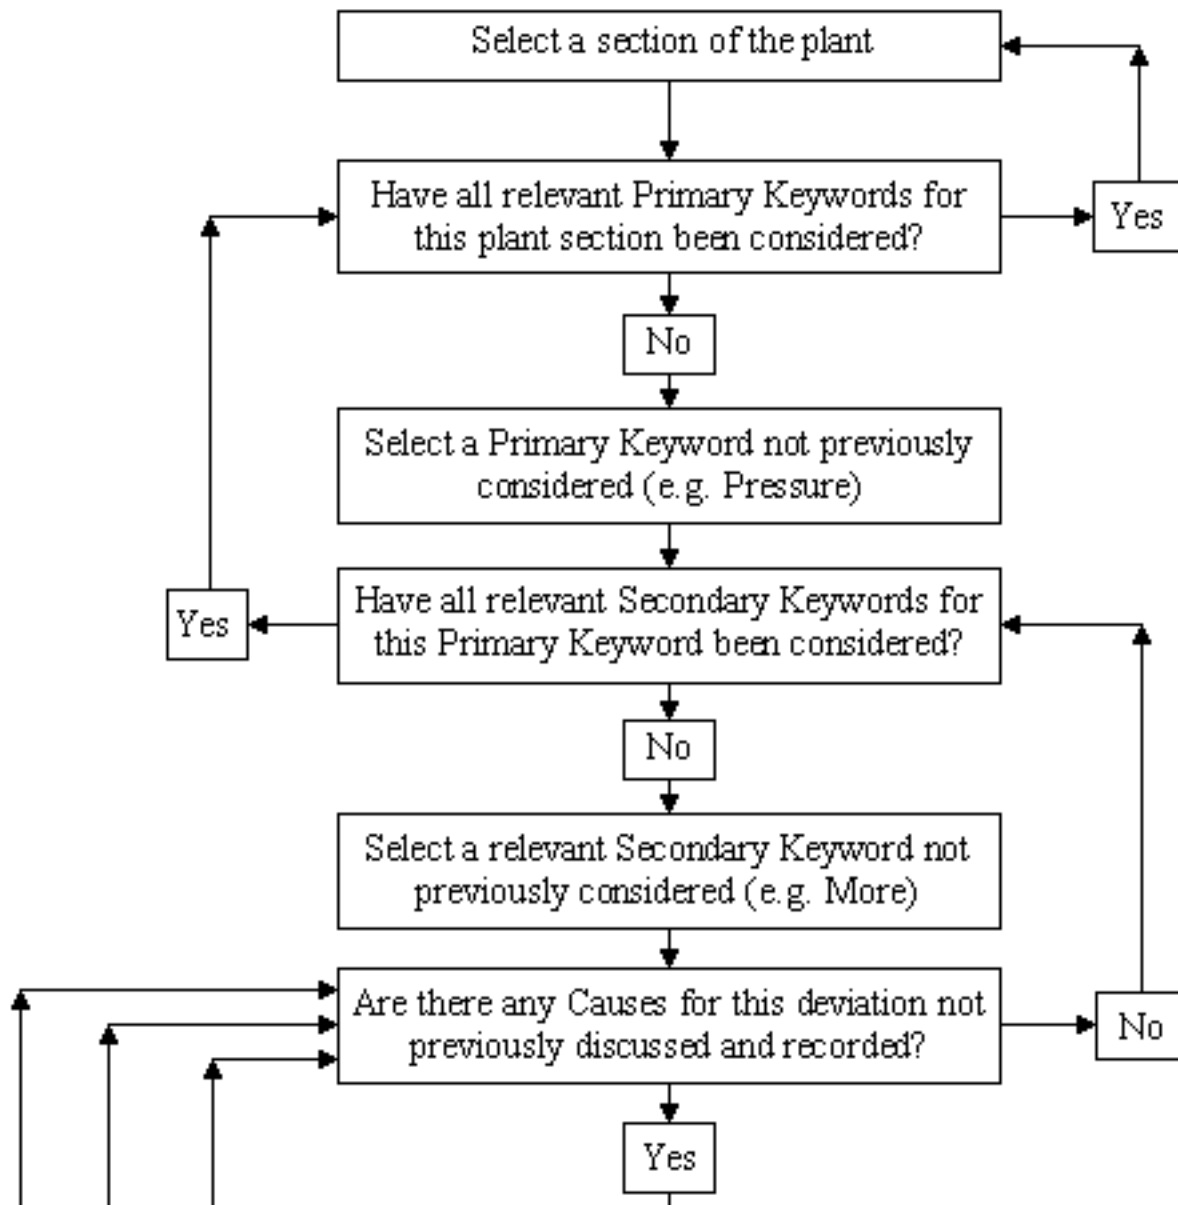 Select a section of the plant
Have all relevant Primary Keywords for
this plant section been considered?
Yes
No
Select a Primary Keyword not previously
considered (e.g. Pressure)
Have all relevant Secondary Keywords for
this Primary Keyword been considered?
Yes
No
Select a relevant Secondary Keyword not
previously considered (e.g. More)
Are there any Causes for this deviation not
previously discussed and recorded?
No
Yes